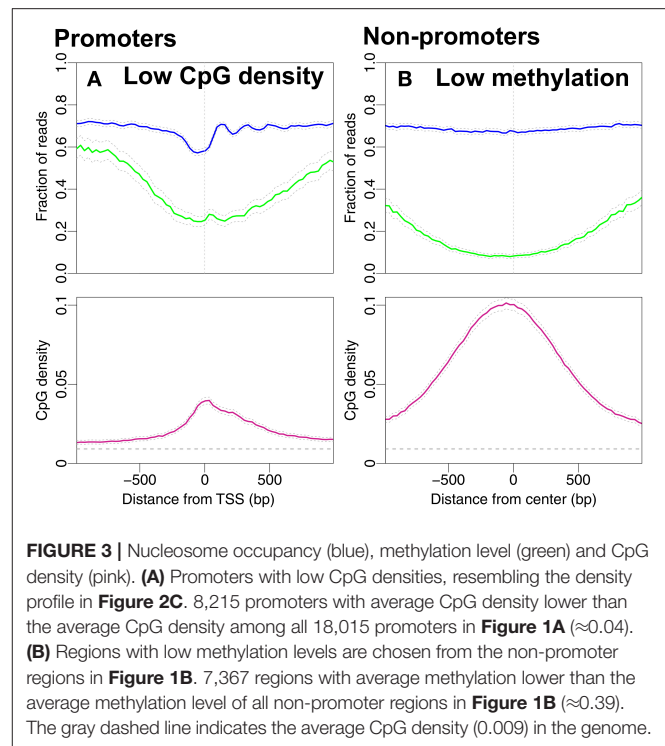 Promoters
Non-promoters
A Low CpG density
B Low methylation
Fraction of reads
0.0 0.2 0.4 0.6 0.8 1.0
Fraction of reads
0.0 0.2 0.4 0.6 0.8 1.0
CpG density
0 0.05 0.1
CpG density
0 0.05 0.1
−500 0 500
−500 0 500
Distance from TSS (bp)
Distance from center (bp)
FIGURE 3 | Nucleosome occupancy (blue), methylation level (green) and CpG
density (pink). (A) Promoters with low CpG densities, resembling the density
profile in Figure 2C. 8,215 promoters with average CpG density lower than
the average CpG density among all 18,015 promoters in Figure 1A (≈0.04).
(B) Regions with low methylation levels are chosen from the non-promoter
regions in Figure 1B. 7,367 regions with average methylation lower than the
average methylation level of all non-promoter regions in Figure 1B (≈0.39).
The gray dashed line indicates the average CpG density (0.009) in the genome.